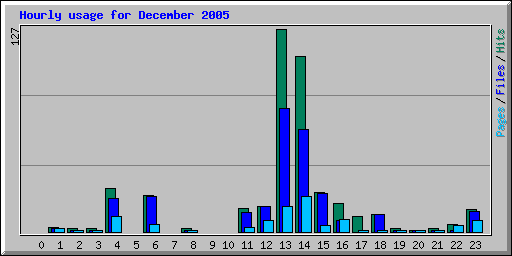 Hourly usage for December 2005
127
Pages/Files/Hits
0 1 2 3 4 5 6 7 8 9 10 11 12 13 14 15 16 17 18 19 20 21 22 23